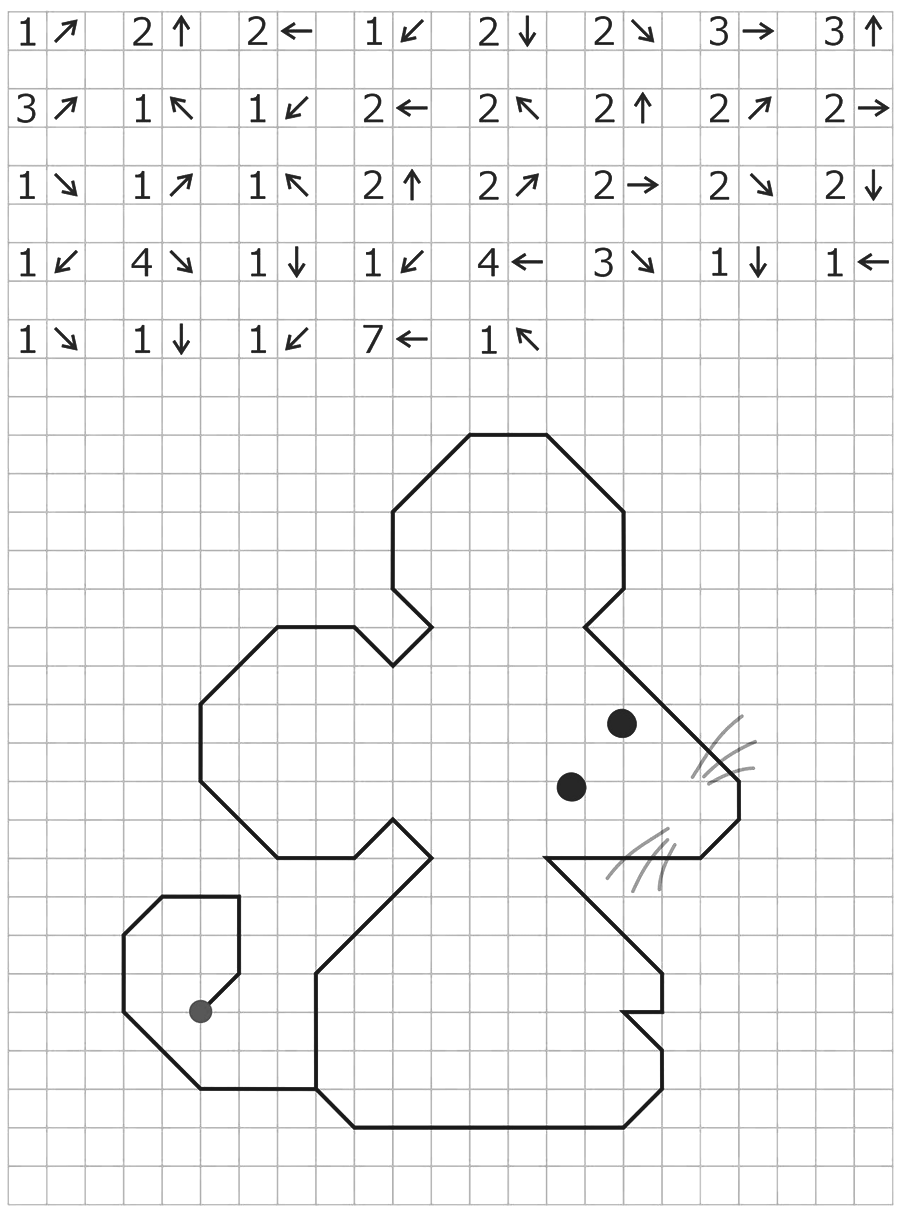 1 ↗ 2 ↑ 2 ← 1 ↙ 2 ↓ 2 ↘ 3 → 3 ↑
3 ↗ 1 ↖ 1 ↙ 2 ← 2 ↖ 2 ↑ 2 ↗ 2 →
1 ↘ 1 ↗ 1 ↖ 2 ↑ 2 ↗ 2 → 2 ↘ 2 ↓
1 ↙ 4 ↘ 1 ↓ 1 ↙ 4 ← 3 ↘ 1 ↓ 1 ←
1 ↘ 1 ↓ 1 ↙ 7 ← 1 ↖